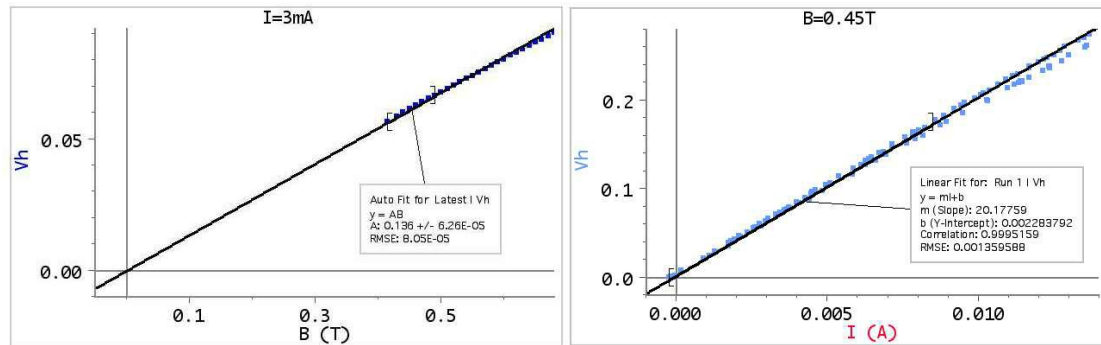 I=3mA
Vh
0.05
0.00
0.1
0.3
0.5
B (T)
Auto Fit for Latest | Vh
y = AB
A: 0.136 +/- 6.26E-05
RMSE: 8.05E-05
B=0.45T
Vh
0.2
0.1
0.0
0.000
0.005
0.010
I (A)
Linear Fit for: Run 1 | Vh
y = mI+b
m (Slope): 20.17759
b (Y-Intercept): 0.002283792
Correlation: 0.9995159
RMSE: 0.001359588